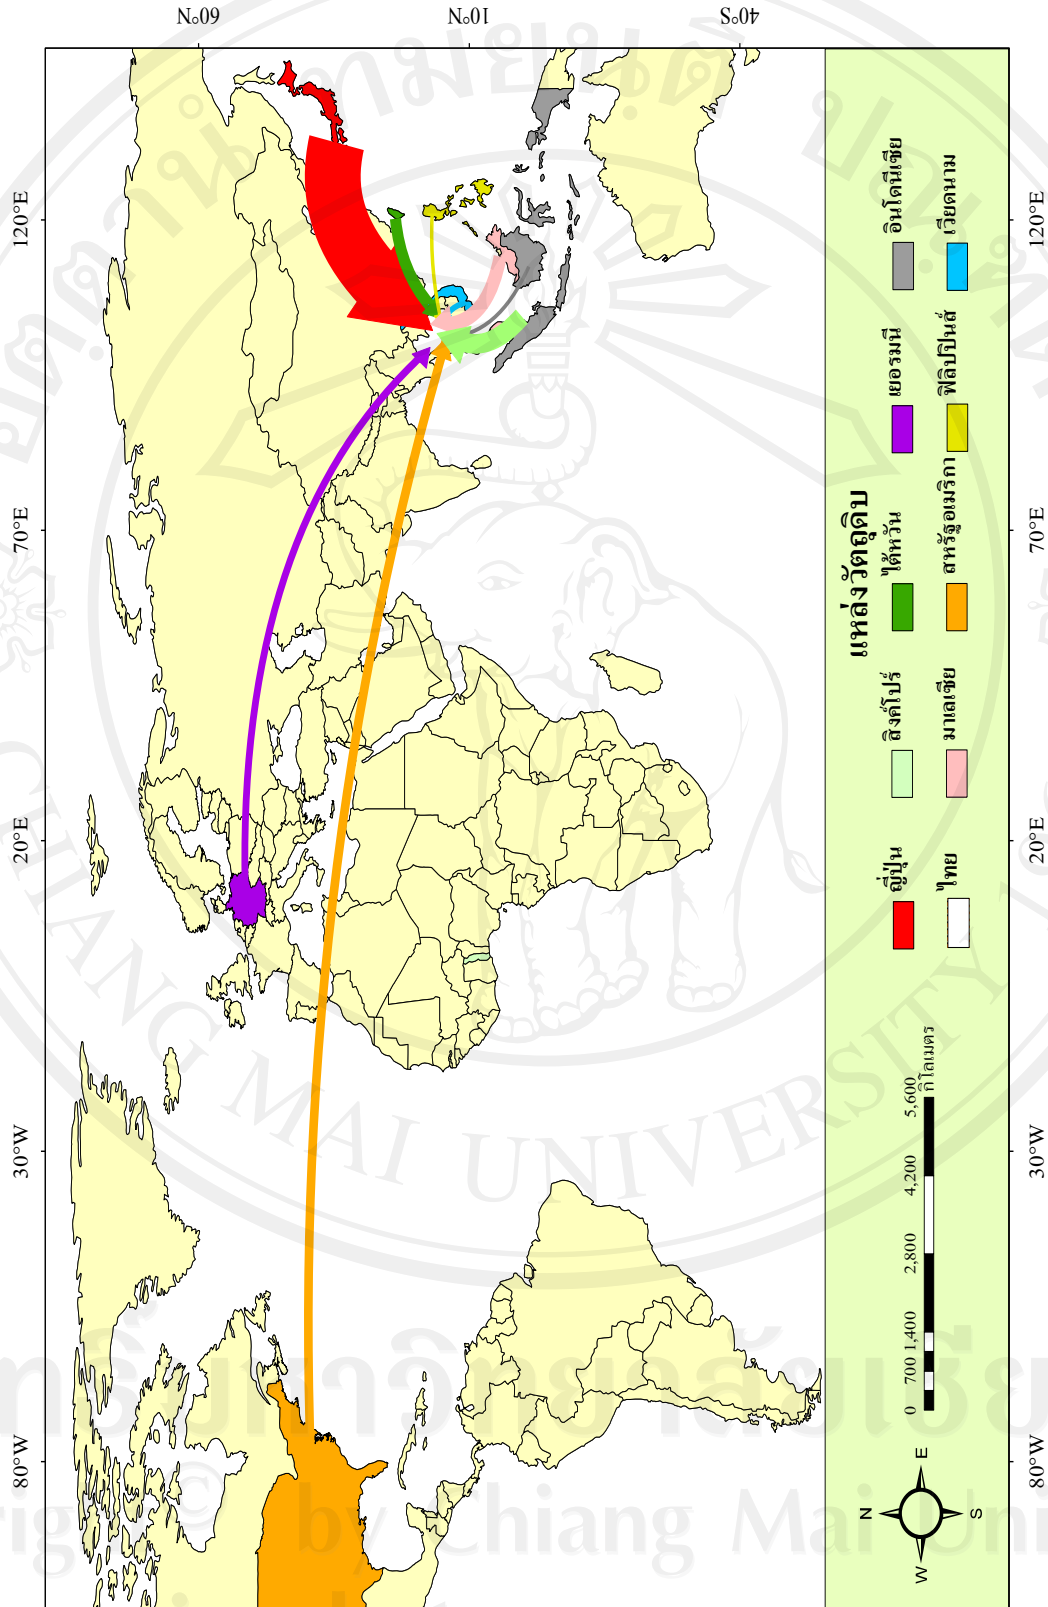 80°W 30°W 20°E 70°E 120°E
60°N
10°N
40°S
แหล่งวัตถุดิบ
ญี่ปุ่น สิงค์โปร์ ไต้หวัน เยอรมนี อินโดนีเซีย
ไทย มาเลเซีย สหรัฐอเมริกา ฟิลิปปินส์ เวียดนาม
N
W E
S
0 700 1,400 2,800 4,200 5,600
กิโลเมตร
80°W 30°W 20°E 70°E 120°E
CHIANG MAI UNIVERSITY
by Chiang Mai